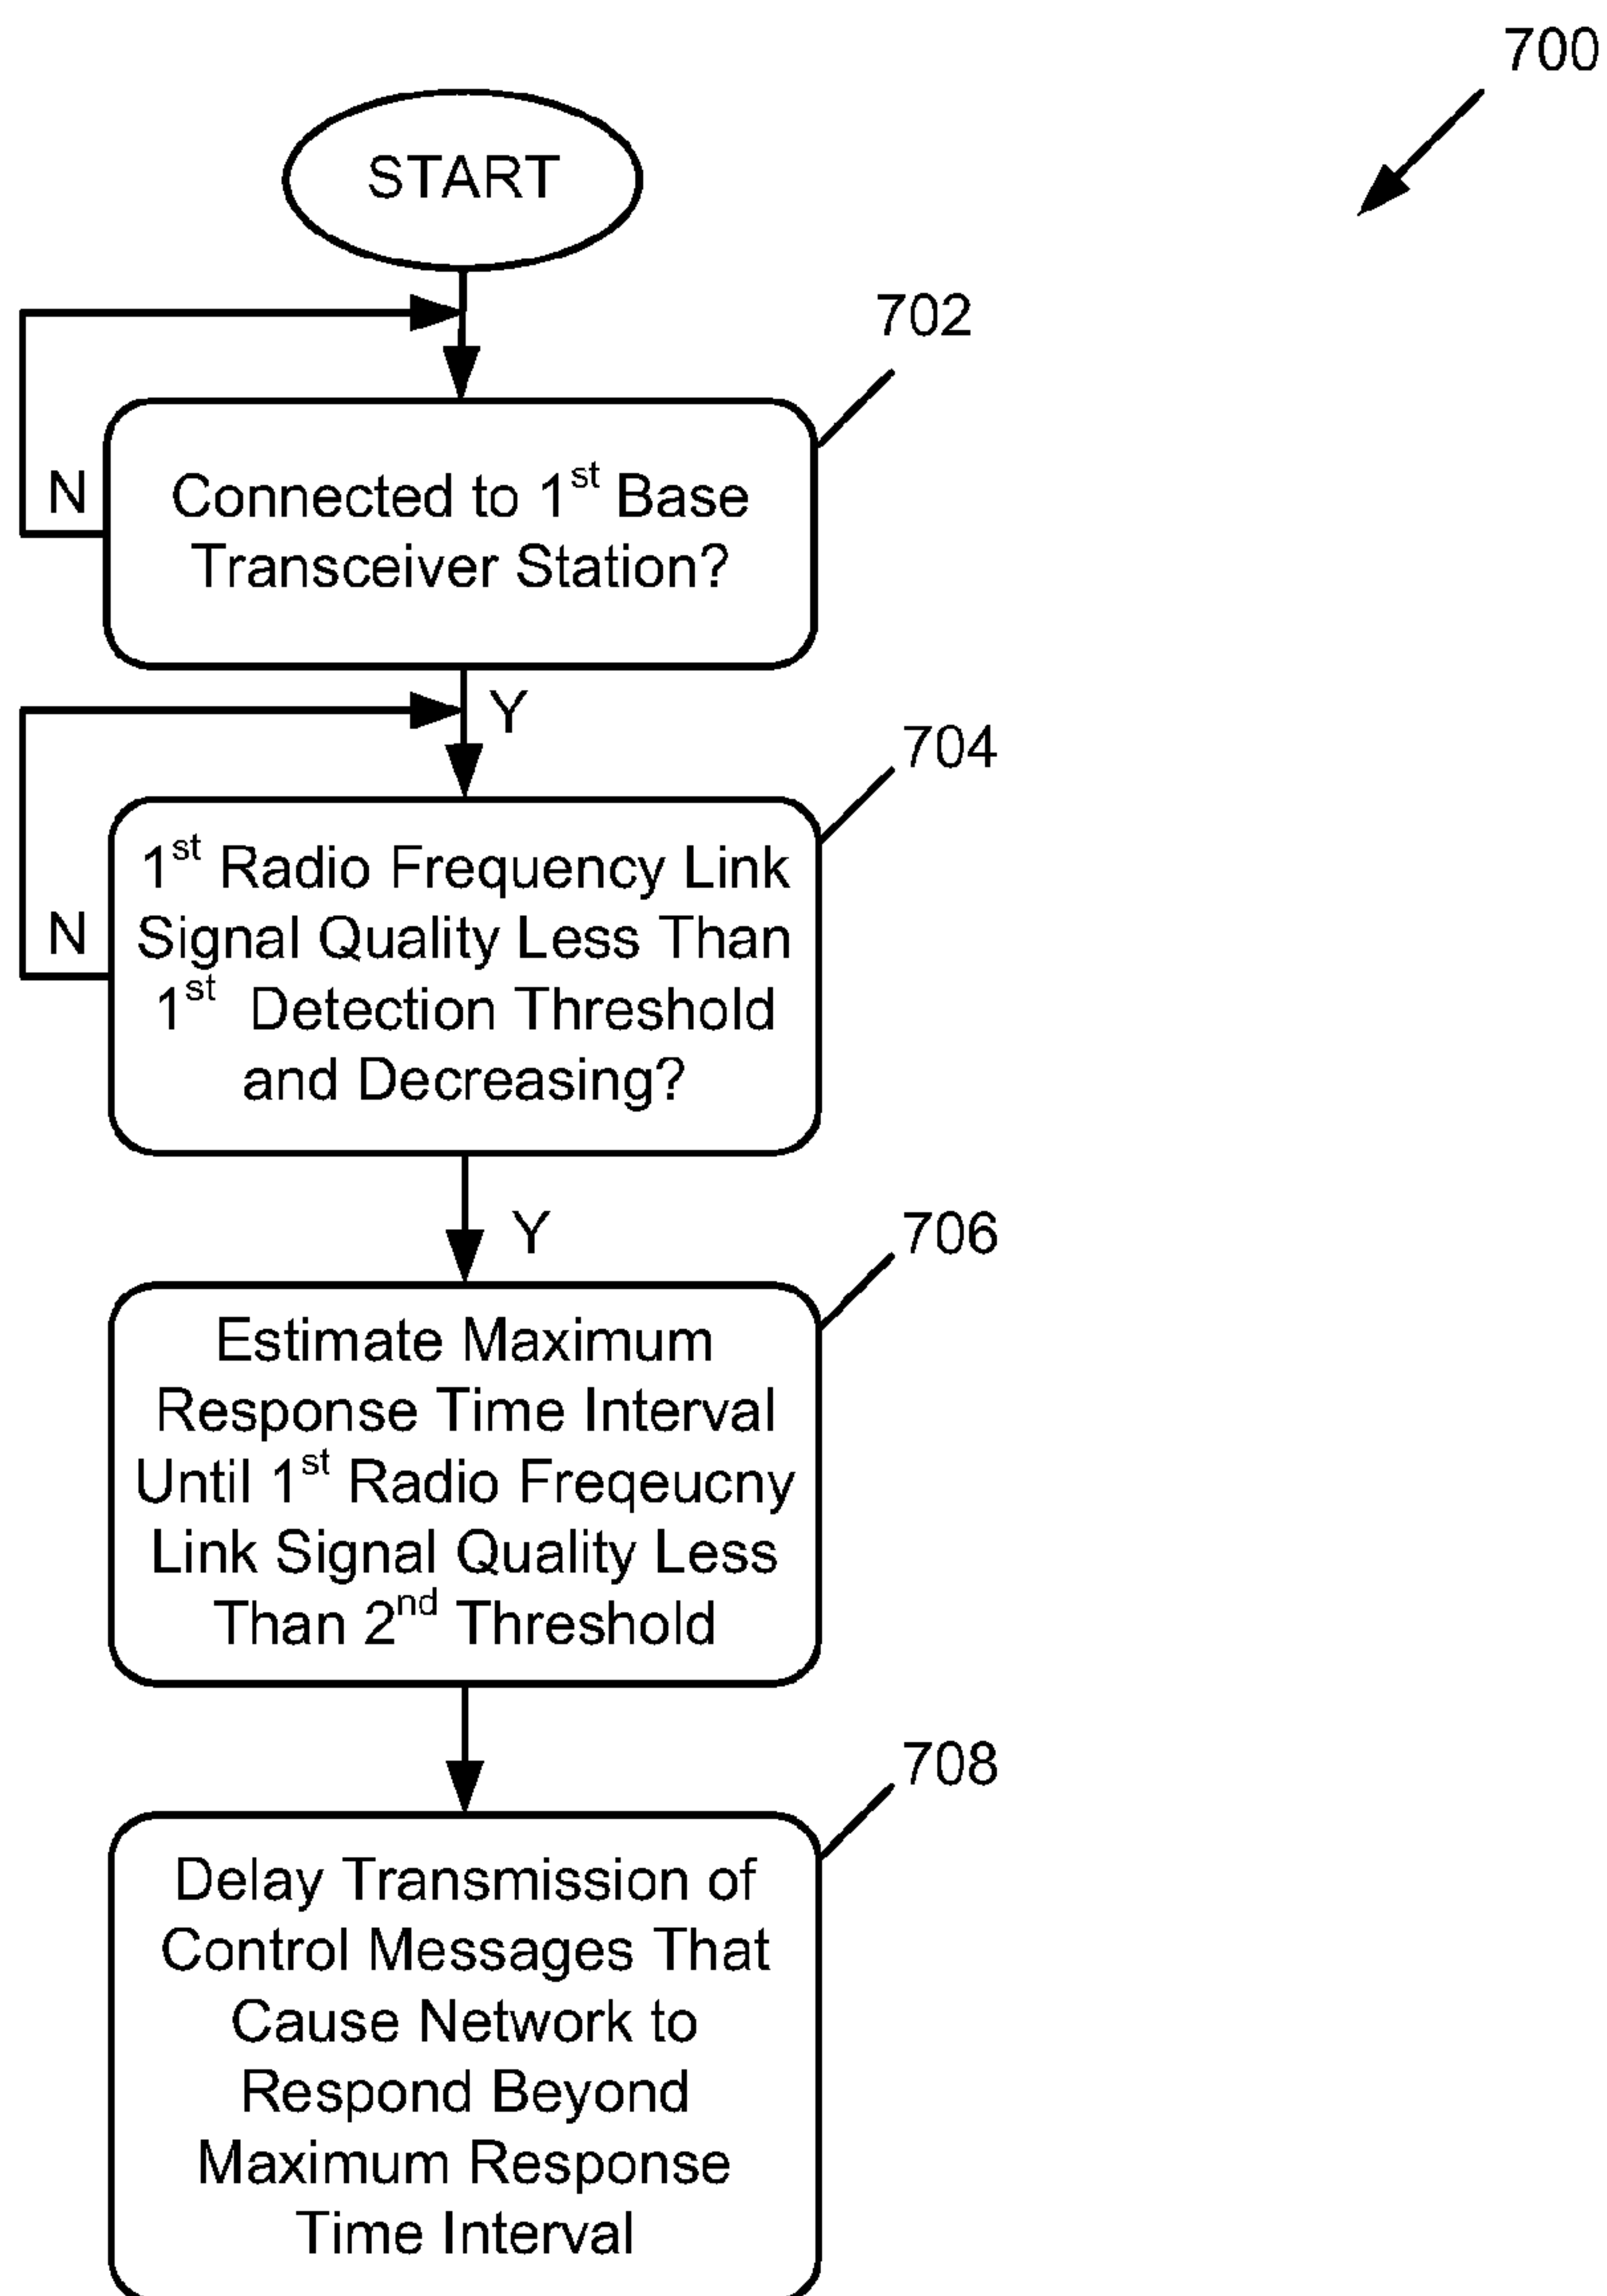 700
START
702
N
Connected to 1st Base
Transceiver Station?
Y
704
1st Radio Frequency Link
N
Signal Quality Less Than
1st Detection Threshold
and Decreasing?
Y
706
Estimate Maximum
Response Time Interval
Until 1st Radio Freqeucny
Link Signal Quality Less
Than 2nd Threshold
708
Delay Transmission of
Control Messages That
Cause Network to
Respond Beyond
Maximum Response
Time Interval